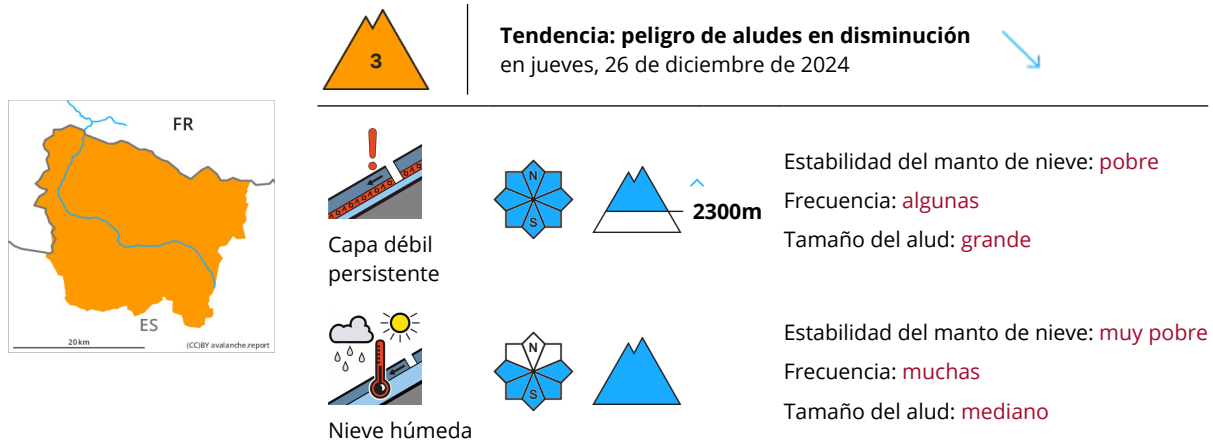 3
Tendencia: peligro de aludes en disminución
en jueves, 26 de diciembre de 2024
FR
ES
20 km
(CC)BY avalanche.report
Capa débil
persistente
N
S
2300m
Estabilidad del manto de nieve: pobre
Frecuencia: algunas
Tamaño del alud: grande
Nieve húmeda
N
S
Estabilidad del manto de nieve: muy pobre
Frecuencia: muchas
Tamaño del alud: mediano